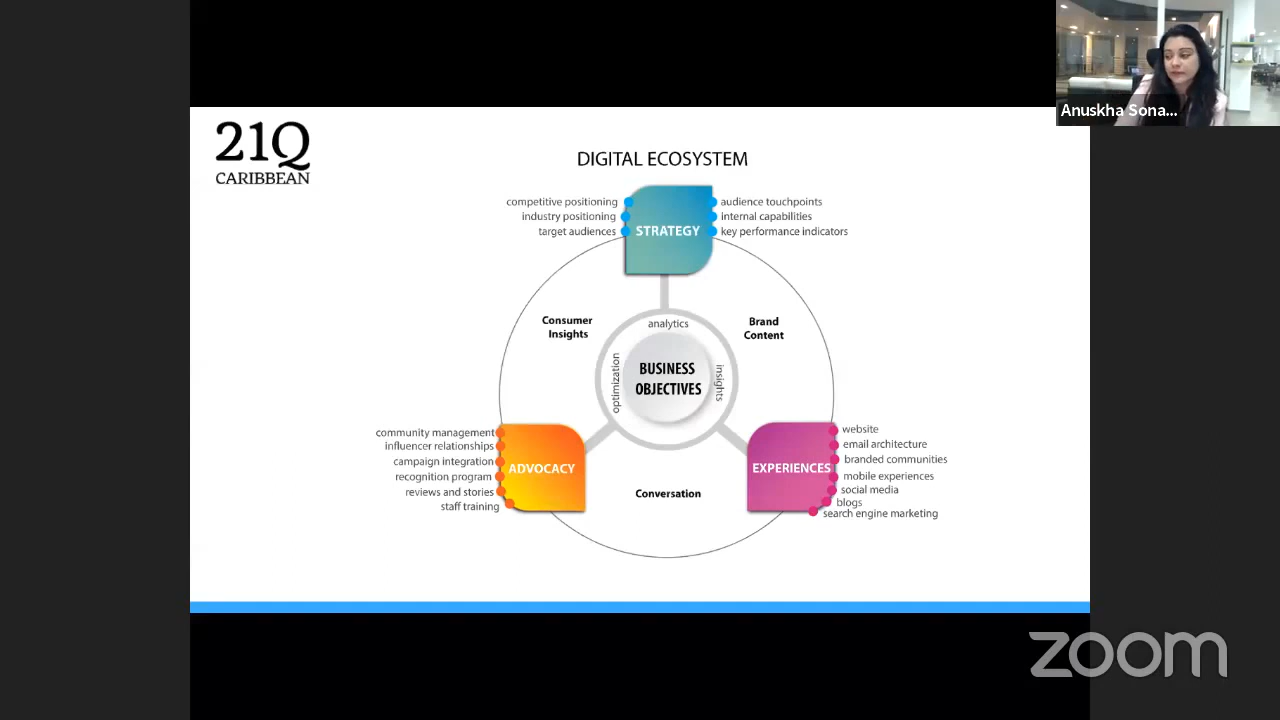 Anuskha Sona...
21Q
CARIBBEAN
DIGITAL ECOSYSTEM
competitive positioning
industry positioning
target audiences
STRATEGY
audience touchpoints
internal capabilities
key performance indicators
Consumer
Insights
analytics
Brand
Content
optimization
BUSINESS
OBJECTIVES
insights
community management
influencer relationships
campaign integration
recognition program
reviews and stories
staff training
ADVOCACY
EXPERIENCES
website
email architecture
branded communities
mobile experiences
social media
blogs
search engine marketing
Conversation
zoom